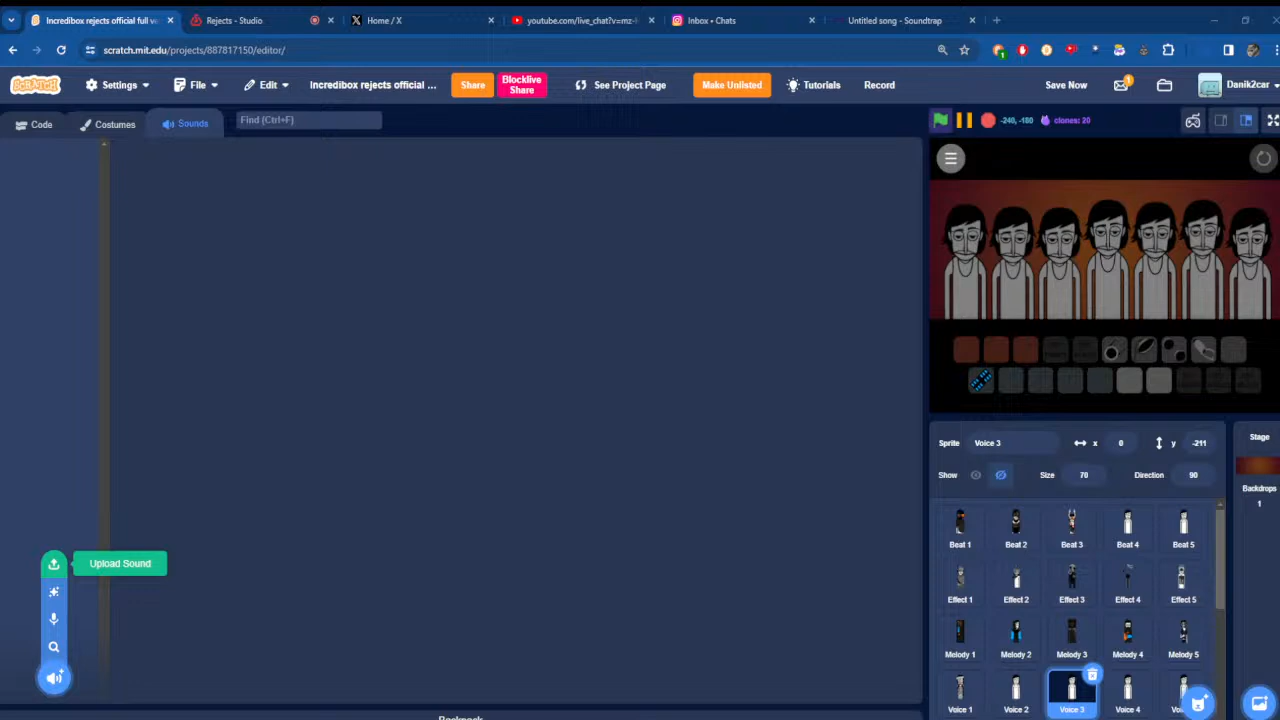 Incredibox rejects official full ve
Rejects - Studio
Home / X
youtube.com/live_chat?v=mz-l
Inbox • Chats
Untitled song - Soundtrap
scratch.mit.edu/projects/887817150/editor/
SCRATCH
Settings
File
Edit
Incredibox rejects official ...
Share
Blocklive
Share
See Project Page
Make Unlisted
Tutorials
Record
Save Now
1
Danik2car
Code
Costumes
Sounds
Find (Ctrl+F)
-240, -180
clones: 20
Sprite
Voice 3
x
0
y
-211
Show
Size
70
Direction
90
Stage
Backdrops
1
Beat 1
Beat 2
Beat 3
Beat 4
Beat 5
Effect 1
Effect 2
Effect 3
Effect 4
Effect 5
Melody 1
Melody 2
Melody 3
Melody 4
Melody 5
Voice 1
Voice 2
Voice 3
Voice 4
Upload Sound